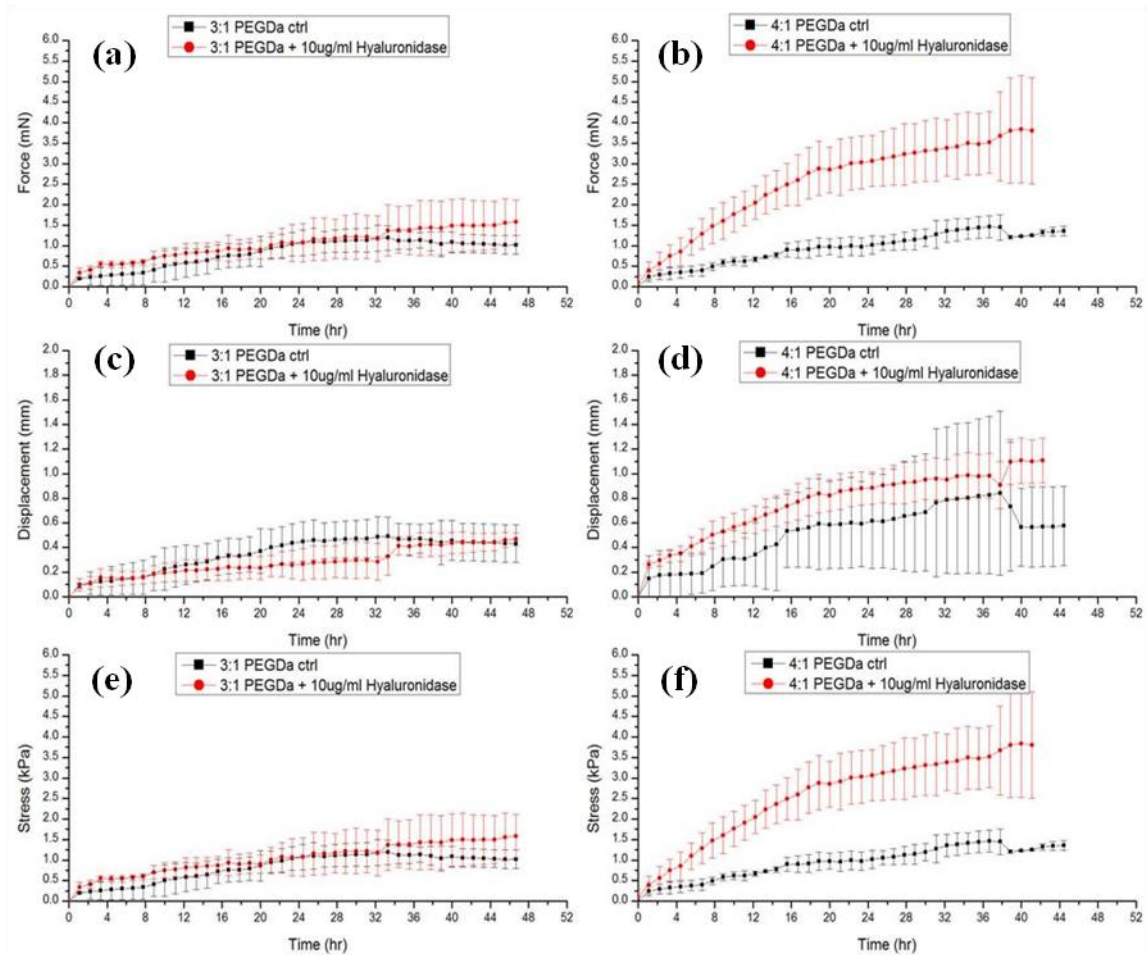 (a)
3:1 PEGDa ctrl
3:1 PEGDa + 10ug/ml Hyaluronidase
Force (mN)
6.0
5.5
5.0
4.5
4.0
3.5
3.0
2.5
2.0
1.5
1.0
0.5
0.0
0 4 8 12 16 20 24 28 32 36 40 44 48 52
Time (hr)
(b)
4:1 PEGDa ctrl
4:1 PEGDa + 10ug/ml Hyaluronidase
Force (mN)
6.0
5.5
5.0
4.5
4.0
3.5
3.0
2.5
2.0
1.5
1.0
0.5
0.0
0 4 8 12 16 20 24 28 32 36 40 44 48 52
Time (hr)
(c)
3:1 PEGDa ctrl
3:1 PEGDa + 10ug/ml Hyaluronidase
Displacement (mm)
2.0
1.8
1.6
1.4
1.2
1.0
0.8
0.6
0.4
0.2
0.0
0 4 8 12 16 20 24 28 32 36 40 44 48 52
Time (hr)
(d)
4:1 PEGDa ctrl
4:1 PEGDa + 10ug/ml Hyaluronidase
Displacement (mm)
2.0
1.8
1.6
1.4
1.2
1.0
0.8
0.6
0.4
0.2
0.0
0 4 8 12 16 20 24 28 32 36 40 44 48 52
Time (hr)
(e)
3:1 PEGDa ctrl
3:1 PEGDa + 10ug/ml Hyaluronidase
Stress (kPa)
6.0
5.5
5.0
4.5
4.0
3.5
3.0
2.5
2.0
1.5
1.0
0.5
0.0
0 4 8 12 16 20 24 28 32 36 40 44 48 52
Time (hr)
(f)
4:1 PEGDa ctrl
4:1 PEGDa + 10ug/ml Hyaluronidase
Stress (kPa)
6.0
5.5
5.0
4.5
4.0
3.5
3.0
2.5
2.0
1.5
1.0
0.5
0.0
0 4 8 12 16 20 24 28 32 36 40 44 48 52
Time (hr)